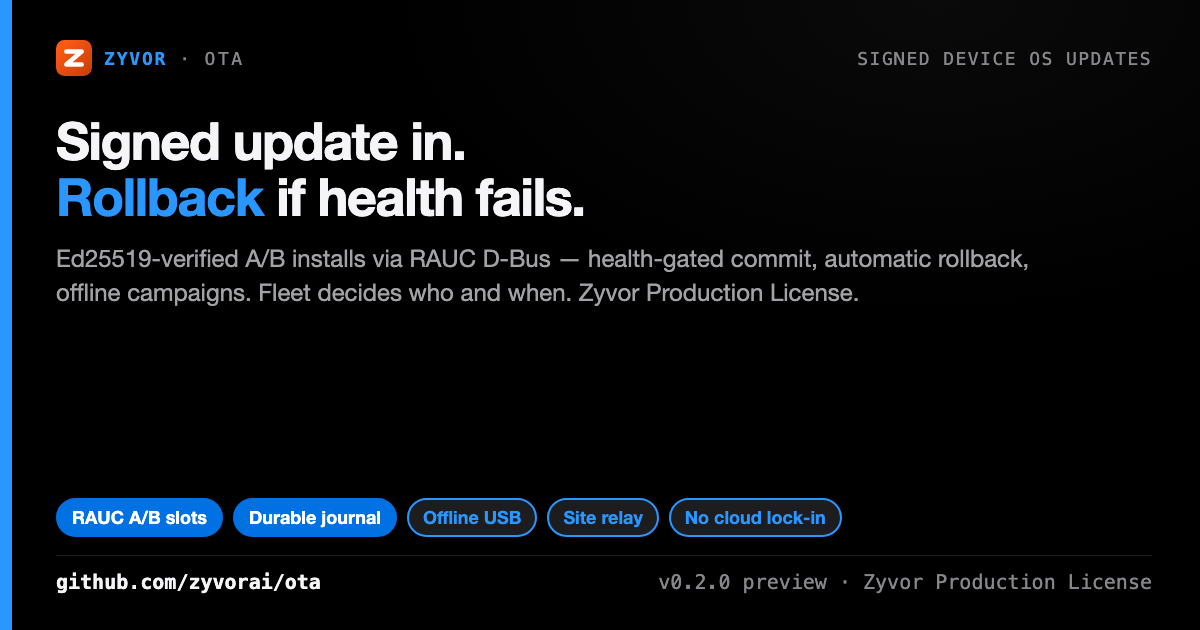 Z ZYVOR · OTA
SIGNED DEVICE OS UPDATES
Signed update in.
Rollback if health fails.
Ed25519-verified A/B installs via RAUC D-Bus — health-gated commit, automatic rollback,
offline campaigns. Fleet decides who and when. Zyvor Production License.
RAUC A/B slots
Durable journal
Offline USB
Site relay
No cloud lock-in
github.com/zyvorai/ota
v0.2.0 preview · Zyvor Production License